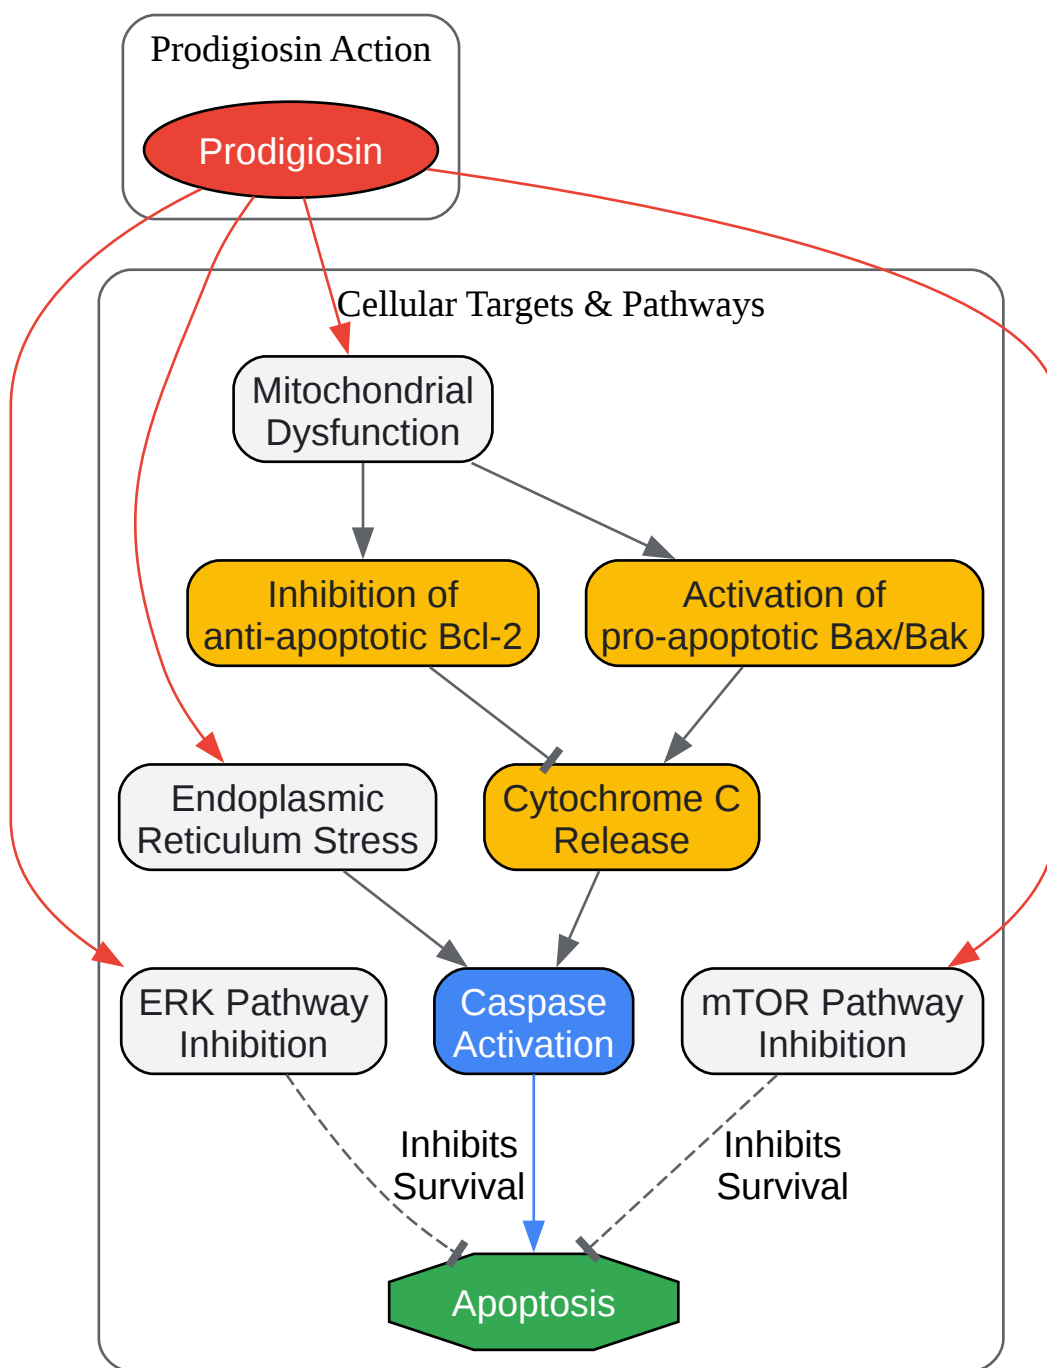 Prodigiosin Action
Prodigiosin
Cellular Targets & Pathways
Mitochondrial
Dysfunction
Inhibition of
anti-apoptotic Bcl-2
Activation of
pro-apoptotic Bax/Bak
Endoplasmic
Reticulum Stress
Cytochrome C
Release
ERK Pathway
Inhibition
Caspase
Activation
mTOR Pathway
Inhibition
Inhibits
Survival
Inhibits
Survival
Apoptosis